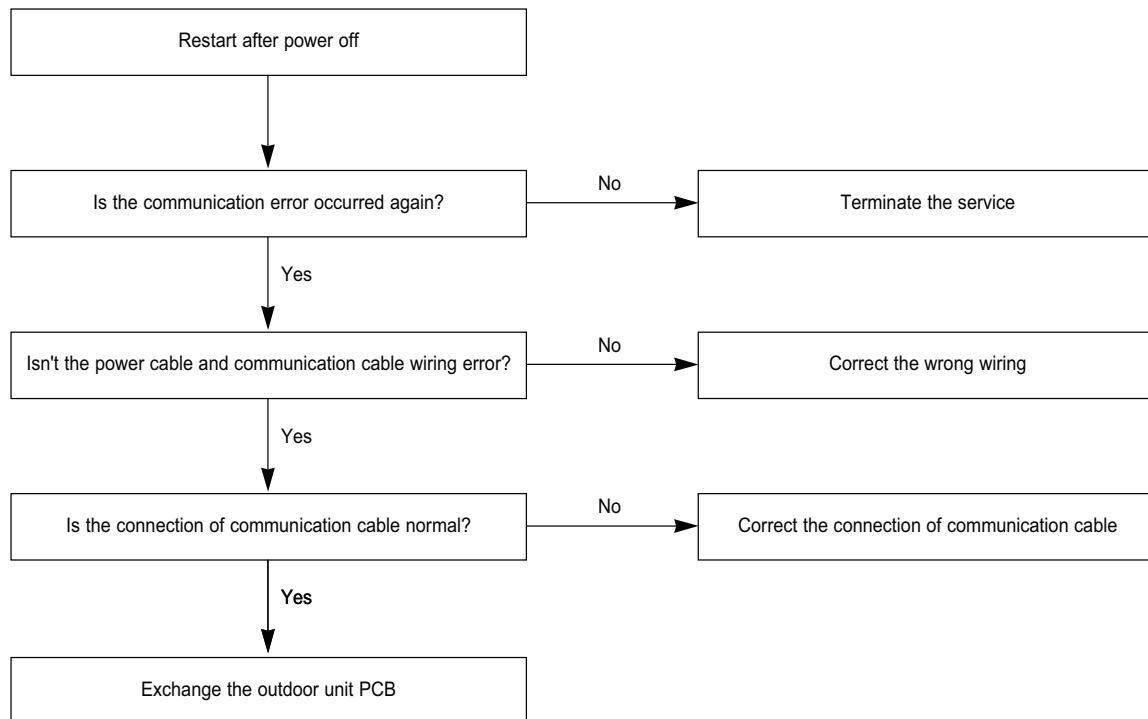 Restart after power off
Is the communication error occurred again?
No
Terminate the service
Yes
Isn't the power cable and communication cable wiring error?
No
Correct the wrong wiring
Yes
Is the connection of communication cable normal?
No
Correct the connection of communication cable
Yes
Exchange the outdoor unit PCB